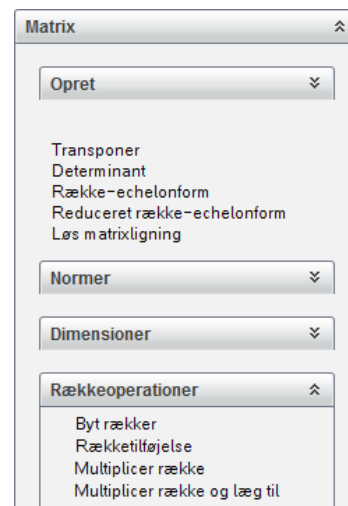 Matrix
Opret
Transponer
Determinant
Række-echelonform
Reduceret række-echelonform
Løs matrixligning
Normer
Dimensioner
Rækkeoperationer
Byt rækker
Rækketilføjelse
Multiplicer række
Multiplicer række og læg til